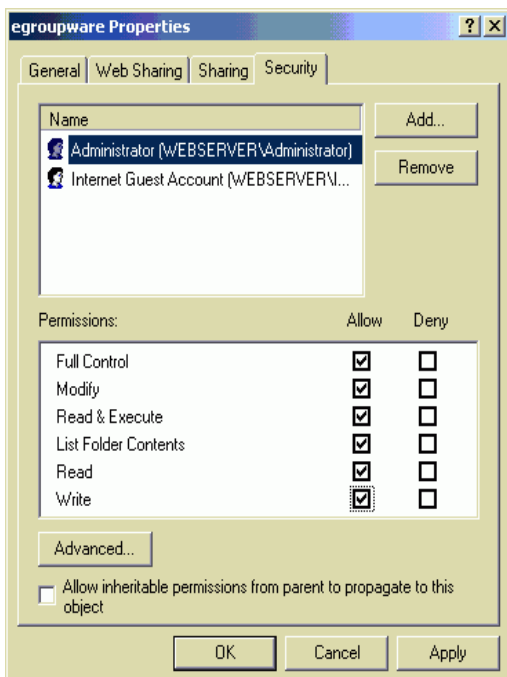 egroupware Properties
General Web Sharing Sharing Security
Name
Add...
Administrator (WEBSERVER\Administrator)
Remove
Internet Guest Account (WEBSERVER\I...
Permissions: Allow Deny
Full Control
Modify
Read & Execute
List Folder Contents
Read
Write
Advanced...
Allow inheritable permissions from parent to propagate to this
object
OK Cancel Apply